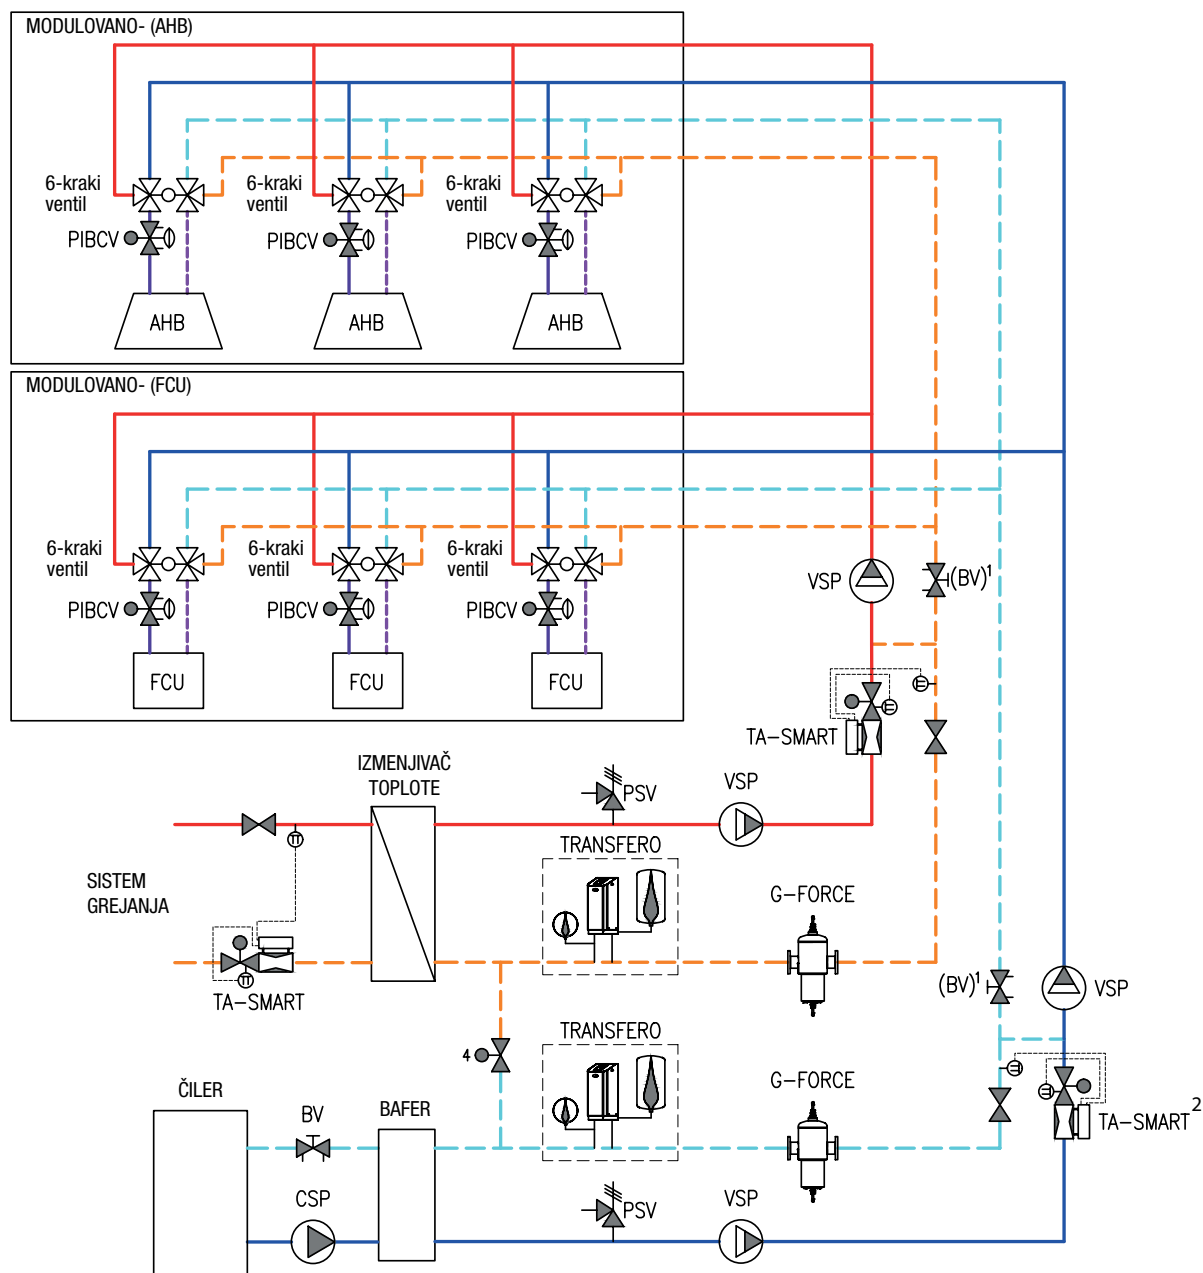 MODULOVANO- (AHB)
6-kraki
ventil
6-kraki
ventil
6-kraki
ventil
PIBCV
PIBCV
PIBCV
AHB
AHB
AHB
MODULOVANO- (FCU)
6-kraki
ventil
6-kraki
ventil
6-kraki
ventil
PIBCV
PIBCV
PIBCV
FCU
FCU
FCU
VSP
(BV)1
TA-SMART
IZMENJIVAČ
TOPLOTE
PSV
VSP
TRANSFERO
SISTEM
GREJANJA
G-FORCE
TA-SMART
(BV)1
VSP
TRANSFERO
4
G-FORCE
ČILER
BV
BAFER
TA-SMART2
CSP
PSV
VSP